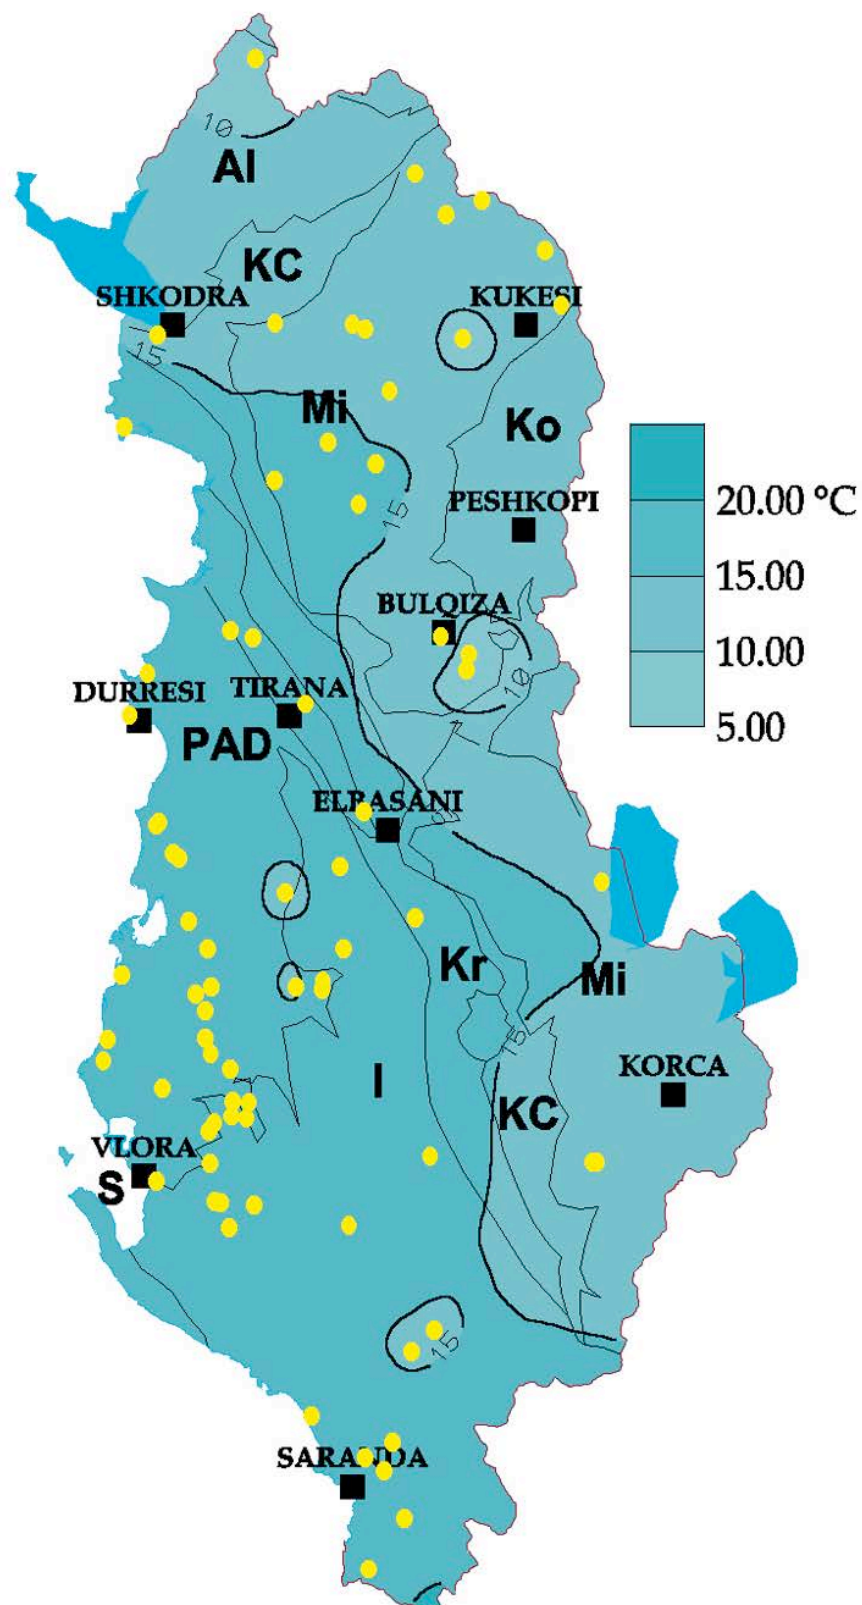 10
Al
KC
SHKODRA
KUKESI
15
Mi
Ko
20.00 °C
15
PESHKOPI
15.00
BULQIZA
10.00
10
DURRESI
TIRANA
5.00
PAD
ELBASANI
Kr
Mi
15
I
KORCA
KC
VLORA
S
15
SARANDA